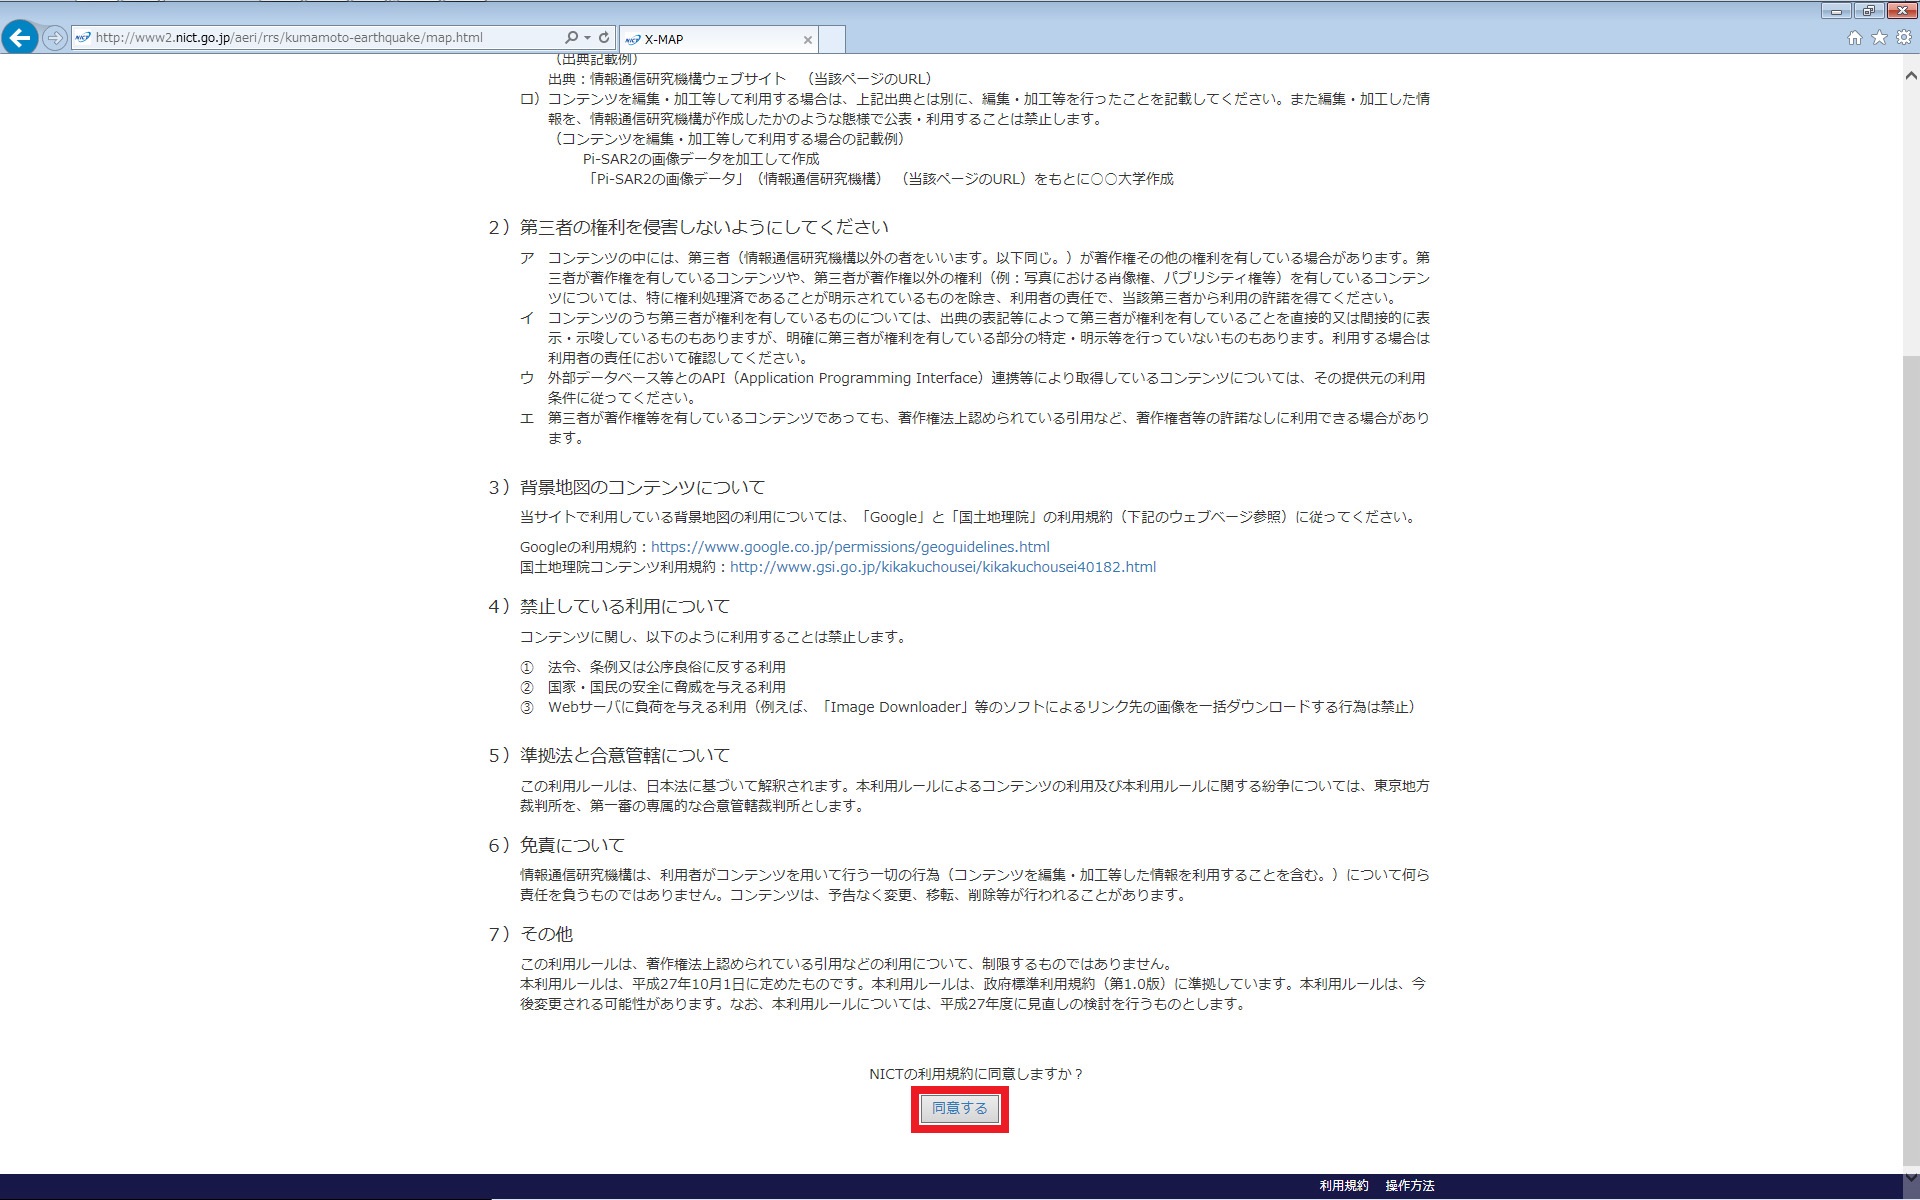 http://www2.nict.go.jp/aeri/rrs/kumamoto-earthquake/map.html
X-MAP
（出典記載例）
出典：情報通信研究機構ウェブサイト　（当該ページのURL）
ロ）コンテンツを編集・加工等して利用する場合は、上記出典とは別に、編集・加工等を行ったことを記載してください。また編集・加工した情
報を、情報通信研究機構が作成したかのような態様で公表・利用することは禁止します。
（コンテンツを編集・加工等して利用する場合の記載例）
Pi-SAR2の画像データを加工して作成
「Pi-SAR2の画像データ」（情報通信研究機構）　（当該ページのURL）をもとに○○大学作成
２）第三者の権利を侵害しないようにしてください
ア　コンテンツの中には、第三者（情報通信研究機構以外の者をいいます。以下同じ。）が著作権その他の権利を有している場合があります。第
三者が著作権を有しているコンテンツや、第三者が著作権以外の権利（例：写真における肖像権、パブリシティ権等）を有しているコンテン
ツについては、特に権利処理済であることが明示されているものを除き、利用者の責任で、当該第三者から利用の許諾を得てください。
イ　コンテンツのうち第三者が権利を有しているものについては、出典の表記等によって第三者が権利を有していることを直接的又は間接的に表
示・示唆しているものもありますが、明確に第三者が権利を有している部分の特定・明示等を行っていないものもあります。利用する場合は
利用者の責任において確認してください。
ウ　外部データベース等とのAPI（Application Programming Interface）連携等により取得しているコンテンツについては、その提供元の利用
条件に従ってください。
エ　第三者が著作権等を有しているコンテンツであっても、著作権法上認められている引用など、著作権者等の許諾なしに利用できる場合があり
ます。
３）背景地図のコンテンツについて
当サイトで利用している背景地図の利用については、「Google」と「国土地理院」の利用規約（下記のウェブページ参照）に従ってください。
Googleの利用規約：https://www.google.co.jp/permissions/geoguidelines.html
国土地理院コンテンツ利用規約：http://www.gsi.go.jp/kikakuchousei/kikakuchousei40182.html
４）禁止している利用について
コンテンツに関し、以下のように利用することは禁止します。
①　法令、条例又は公序良俗に反する利用
②　国家・国民の安全に脅威を与える利用
③　Webサーバに負荷を与える利用（例えば、「Image Downloader」等のソフトによるリンク先の画像を一括ダウンロードする行為は禁止）
５）準拠法と合意管轄について
この利用ルールは、日本法に基づいて解釈されます。本利用ルールによるコンテンツの利用及び本利用ルールに関する紛争については、東京地方
裁判所を、第一審の専属的な合意管轄裁判所とします。
６）免責について
情報通信研究機構は、利用者がコンテンツを用いて行う一切の行為（コンテンツを編集・加工等した情報を利用することを含む。）について何ら
責任を負うものではありません。コンテンツは、予告なく変更、移転、削除等が行われることがあります。
７）その他
この利用ルールは、著作権法上認められている引用などの利用について、制限するものではありません。
本利用ルールは、平成27年10月1日に定めたものです。本利用ルールは、政府標準利用規約（第1.0版）に準拠しています。本利用ルールは、今
後変更される可能性があります。なお、本利用ルールについては、平成27年度に見直しの検討を行うものとします。
NICTの利用規約に同意しますか？
同意する
利用規約　操作方法